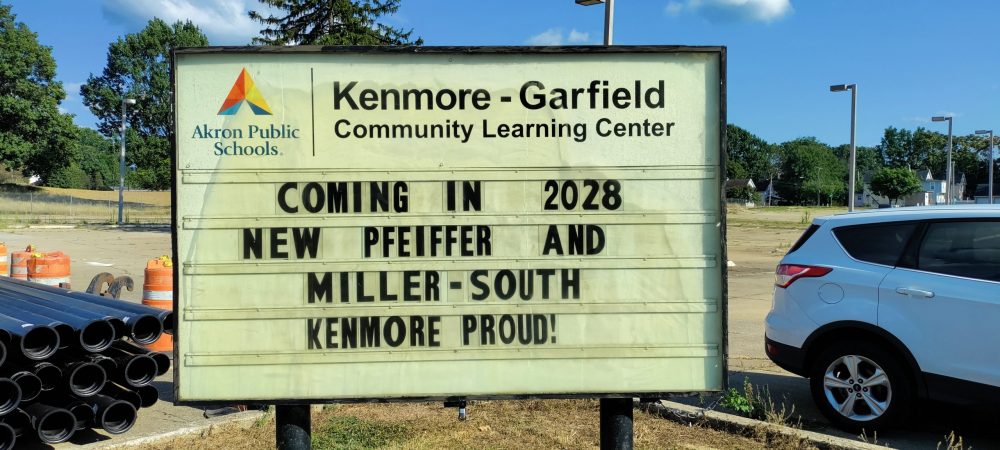 Akron Public
Schools.
Kenmore - Garfield
Community Learning Center
COMING IN 2028
NEW PFEIFFER AND
MILLER-SOUTH
KENMORE PROUD!